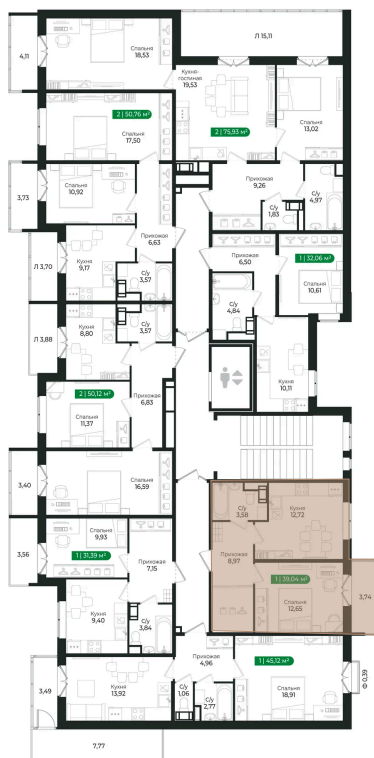 Л 15,11
4,11
Спальня
18,53
Кухня-
гостиная
19,53
2 | 50,76 м²
17,50
Спальня
2 | 75,93 м²
Спальня
13,02
3,73
Спальня
10,92
9,26
Прихожая
С/у
4,97
С/у
1,83
Прихожая
6,63
Прихожая
6,50
1 | 32,06 м²
10,61
Спальня
Л 3,70
Кухня
9,17
С/у
3,57
С/у
4,84
Л 3,88
Кухня
8,80
С/у
3,57
Кухня
10,11
2 | 50,12 м²
Спальня
11,37
Прихожая
6,83
3,40
Спальня
16,59
С/у
3,58
Кухня
12,72
3,56
Спальня
9,93
1 | 31,39 м²
Прихожая
7,15
Прихожая
8,97
1 | 39,04 м²
Спальня
12,65
3,74
Кухня
9,40
С/у
3,84
Прихожая
4,96
1 | 45,12 м²
Ф 0,39
3,49
Кухня
13,92
С/у
1,06
С/у
2,77
Спальня
18,91
7,77